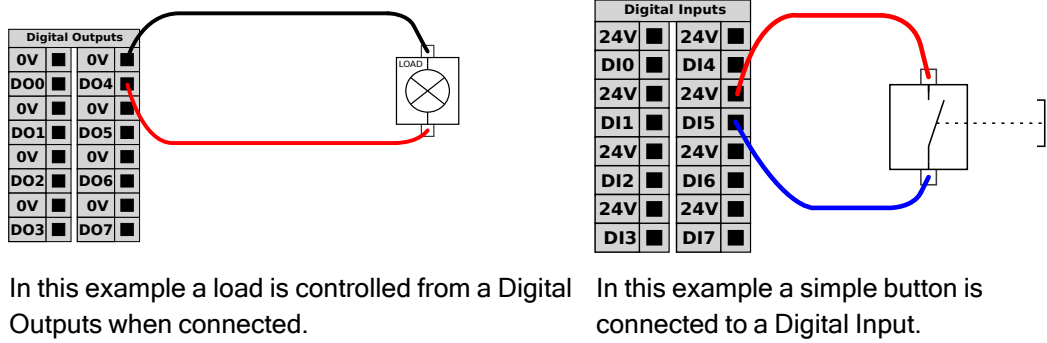 Digital Outputs
0V 0V
DO0 DO4
0V 0V
DO1 DO5
0V 0V
DO2 DO6
0V 0V
DO3 DO7
LOAD
In this example a load is controlled from a Digital
Outputs when connected.
Digital Inputs
24V 24V
DI0 DI4
24V 24V
DI1 DI5
24V 24V
DI2 DI6
24V 24V
DI3 DI7
In this example a simple button is
connected to a Digital Input.